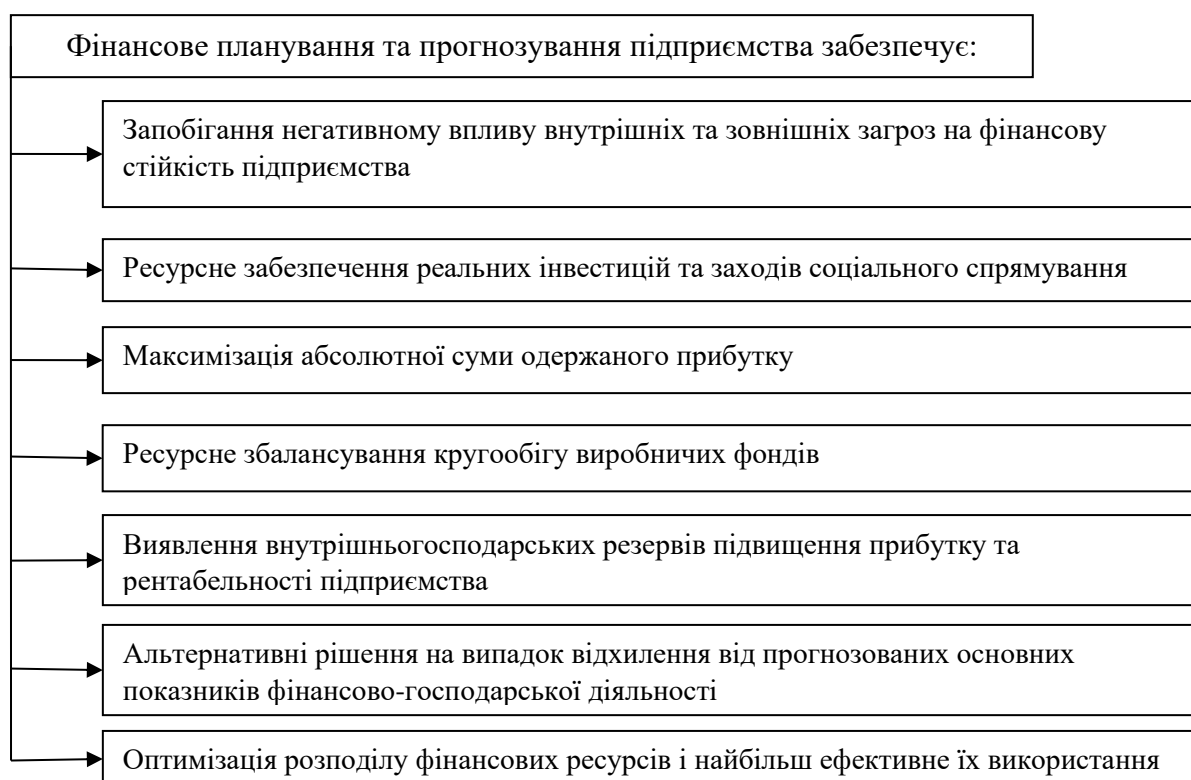 Фінансове планування та прогнозування підприємства забезпечує:
Запобігання негативному впливу внутрішніх та зовнішніх загроз на фінансову
стійкість підприємства
Ресурсне забезпечення реальних інвестицій та заходів соціального спрямування
Максимізація абсолютної суми одержаного прибутку
Ресурсне збалансування кругообігу виробничих фондів
Виявлення внутрішньогосподарських резервів підвищення прибутку та
рентабельності підприємства
Альтернативні рішення на випадок відхилення від прогнозованих основних
показників фінансово-господарської діяльності
Оптимізація розподілу фінансових ресурсів і найбільш ефективне їх використання